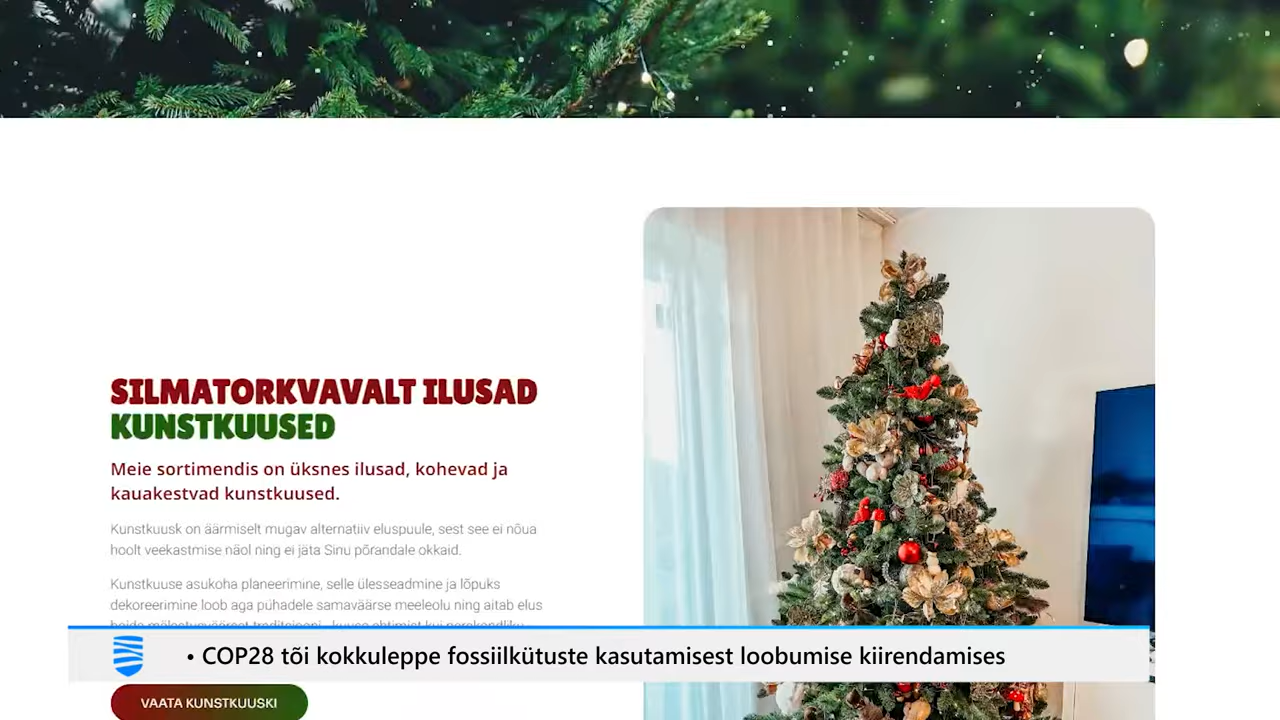 SILMATORKVAVALT ILUSAD
KUNSTKUUSED
Meie sortimendis on üksnes ilusad, kohevad ja
kauakestvad kunstkuused.
Kunstkuusk on äärmiselt mugav alternatiiv eluspuule, sest see ei nõua
hoolt veekastmise näol ning ei jäta Sinu põrandale okkaid.
Kunstkuuse asukoha planeerimine, selle ülesseadmine ja lõpuks
dekoreerimine loob aga pühadele samaväärse meeleolu ning aitab elus
• COP28 tõi kokkuleppe fossiilkütuste kasutamisest loobumise kiirendamises
VAATA KUNSTKUUSKI